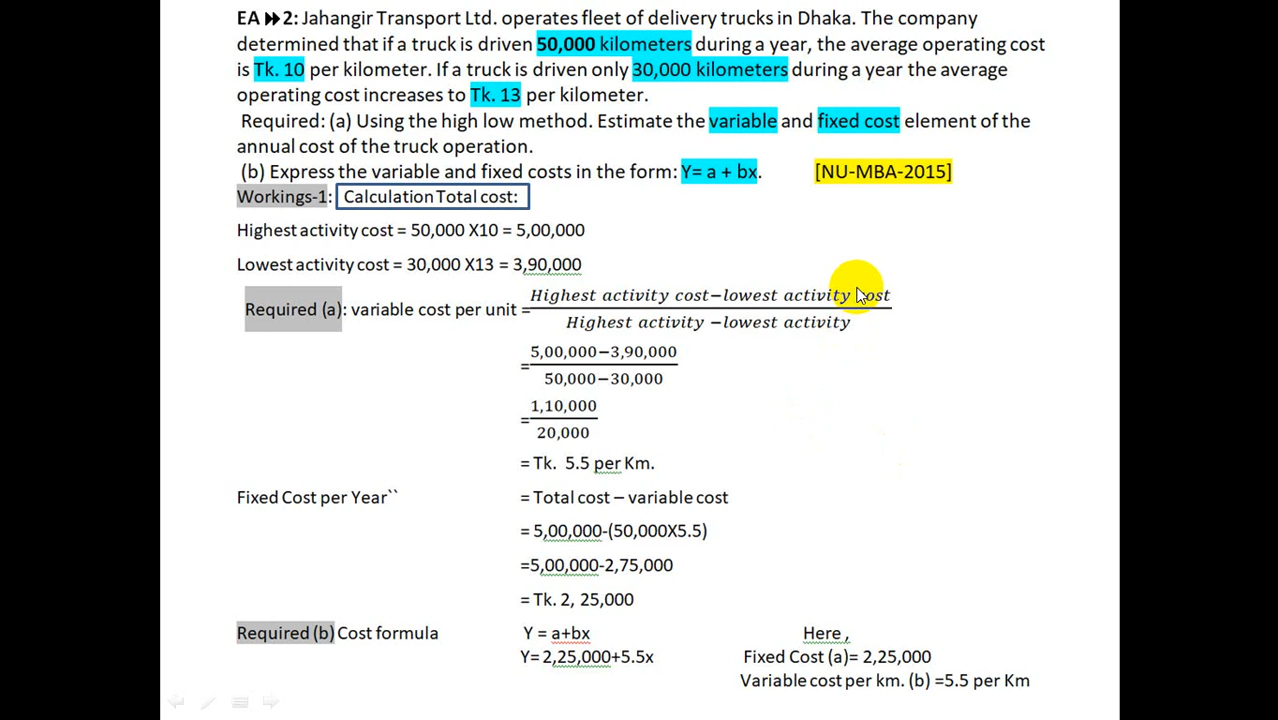 EA ⏩2: Jahangir Transport Ltd. operates fleet of delivery trucks in Dhaka. The company
determined that if a truck is driven 50,000 kilometers during a year, the average operating cost
is Tk. 10 per kilometer. If a truck is driven only 30,000 kilometers during a year the average
operating cost increases to Tk. 13 per kilometer.
Required: (a) Using the high low method. Estimate the variable and fixed cost element of the
annual cost of the truck operation.
(b) Express the variable and fixed costs in the form: Y= a + bx. [NU-MBA-2015]
Workings-1: Calculation Total cost:
Highest activity cost = 50,000 X10 = 5,00,000
Lowest activity cost = 30,000 X13 = 3,90,000
Highest activity cost−lowest activity cost
Required (a): variable cost per unit =
Highest activity −lowest activity
5,00,000−3,90,000
=
50,000−30,000
1,10,000
=
20,000
= Tk. 5.5 per Km.
Fixed Cost per Year`` = Total cost – variable cost
= 5,00,000-(50,000X5.5)
=5,00,000-2,75,000
= Tk. 2, 25,000
Required (b) Cost formula Y = a+bx Here ,
Y= 2,25,000+5.5x Fixed Cost (a)= 2,25,000
Variable cost per km. (b) =5.5 per Km